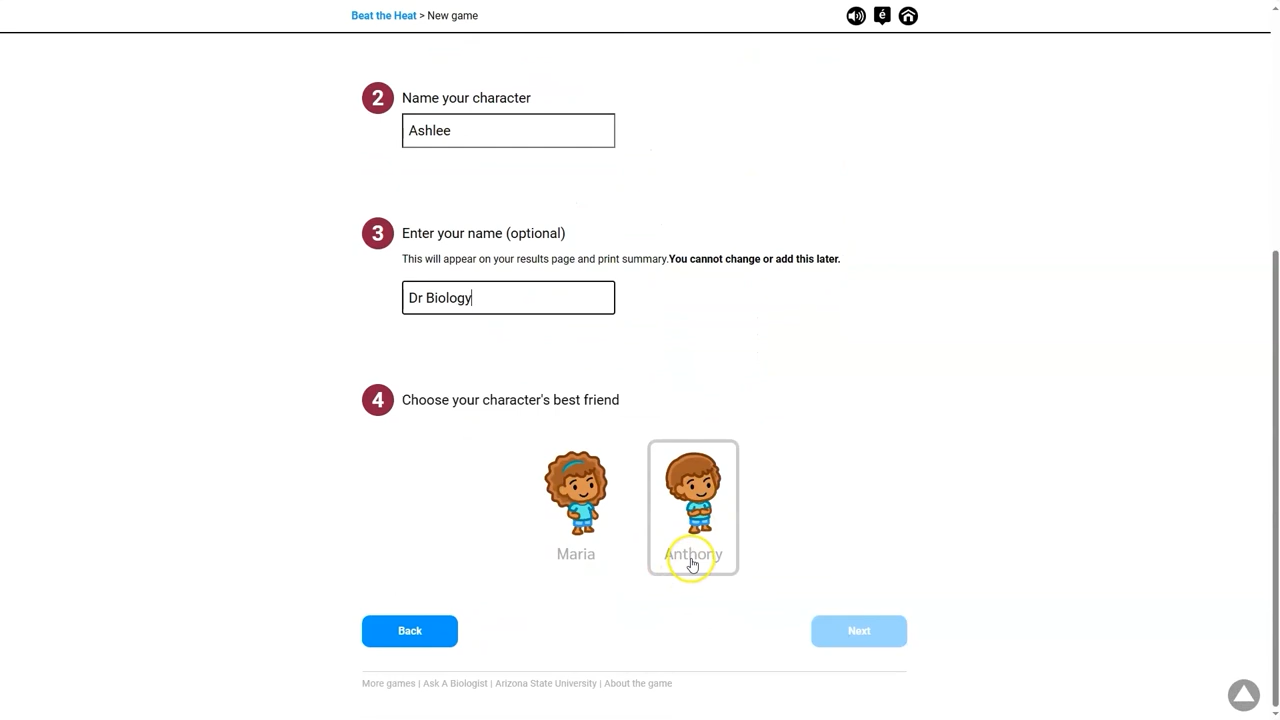 Beat the Heat > New game
é
2 Name your character
Ashlee
3 Enter your name (optional)
This will appear on your results page and print summary.You cannot change or add this later.
Dr Biology
4 Choose your character's best friend
Maria Anthony
Back Next
More games | Ask A Biologist | Arizona State University | About the game